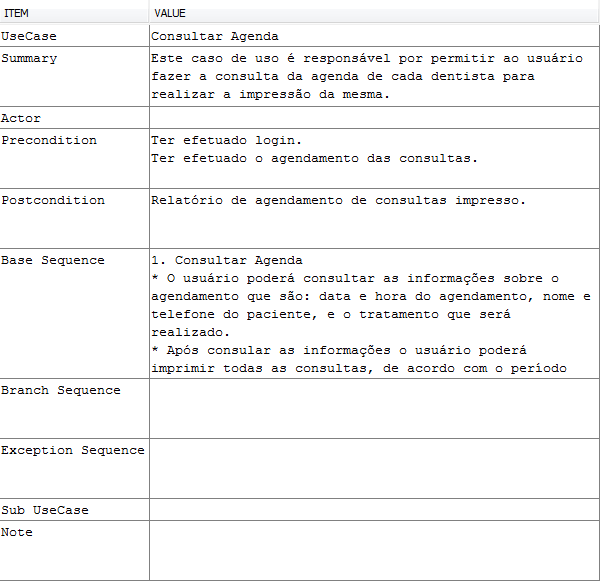 ITEM VALUE
UseCase Consultar Agenda
Summary Este caso de uso é responsável por permitir ao usuário
fazer a consulta da agenda de cada dentista para
realizar a impressão da mesma.
Actor
Precondition Ter efetuado login.
Ter efetuado o agendamento das consultas.
Postcondition Relatório de agendamento de consultas impresso.
Base Sequence 1. Consultar Agenda
* O usuário poderá consultar as informações sobre o
agendamento que são: data e hora do agendamento, nome e
telefone do paciente, e o tratamento que será
realizado.
* Após consular as informações o usuário poderá
imprimir todas as consultas, de acordo com o período
Branch Sequence
Exception Sequence
Sub UseCase
Note